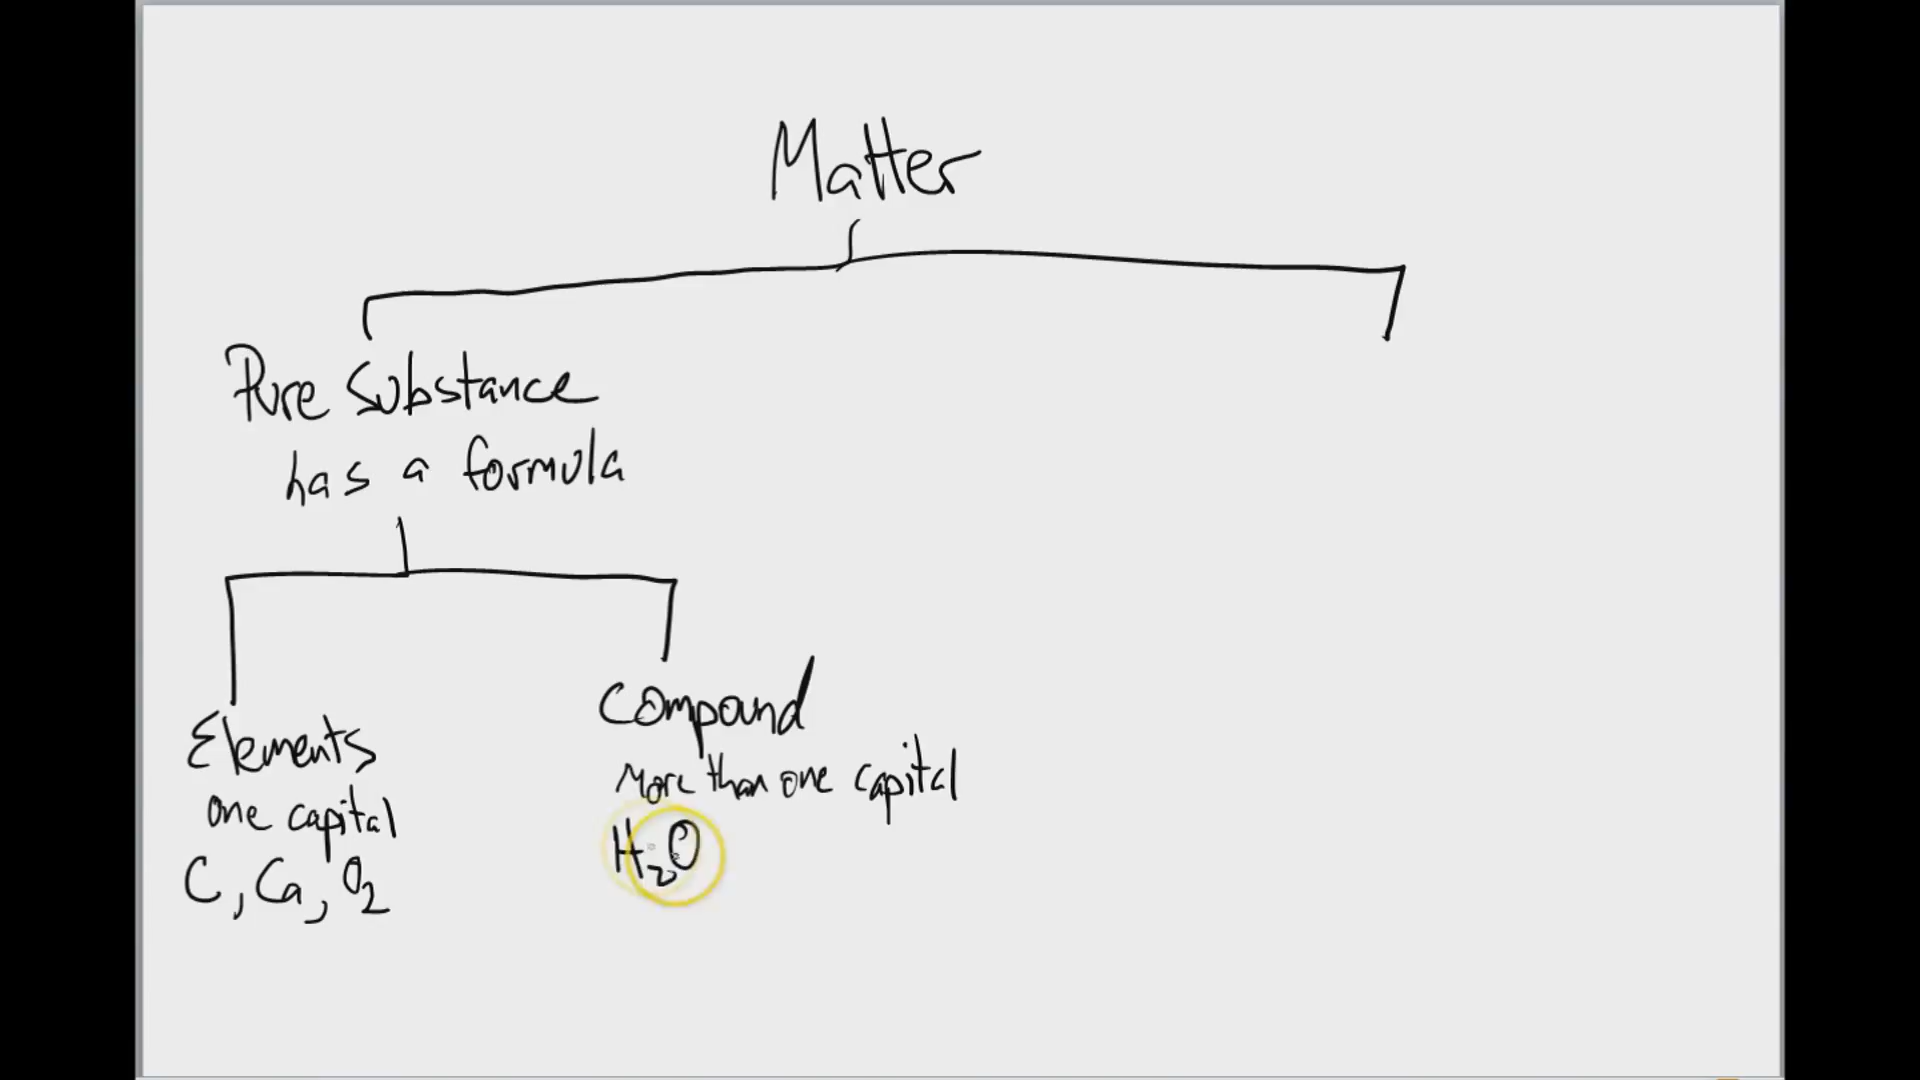 Matter
Pure Substance
has a formula
Elements
one capital
C, Ca, O2
Compound
More than one capital
H2O